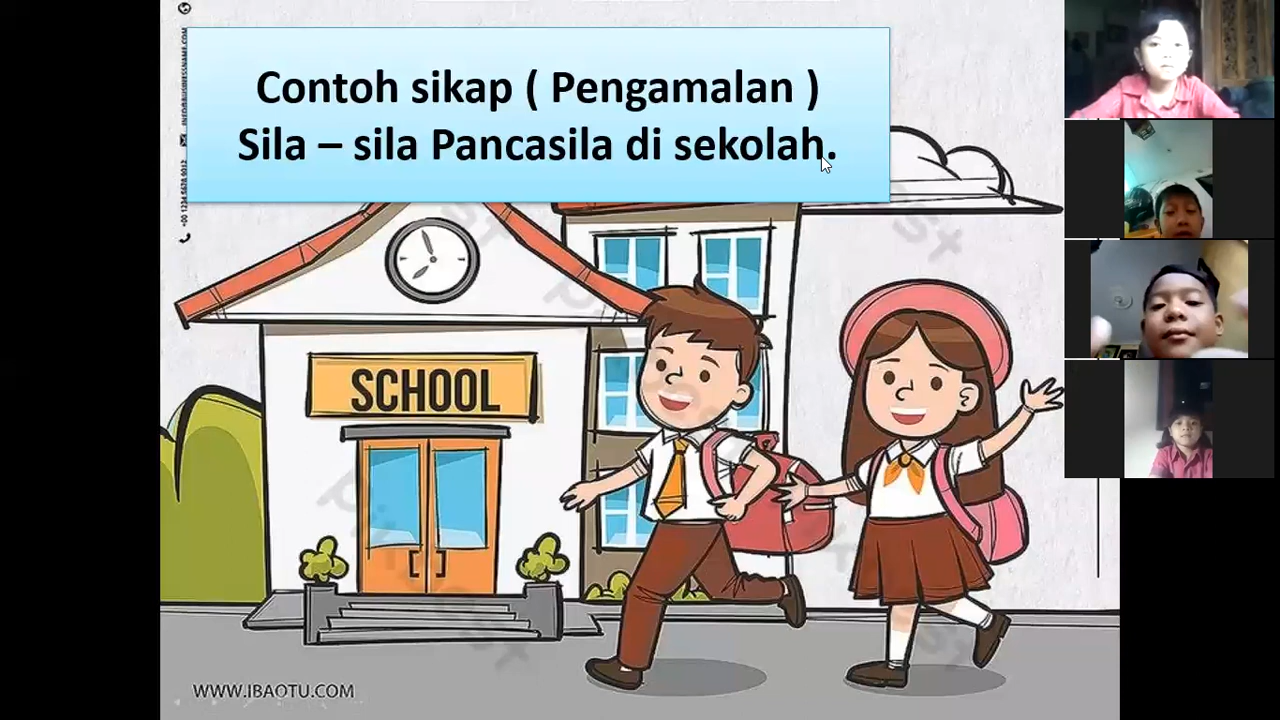 Contoh sikap ( Pengamalan )
Sila – sila Pancasila di sekolah.
SCHOOL
WWW.IBAOTU.COM